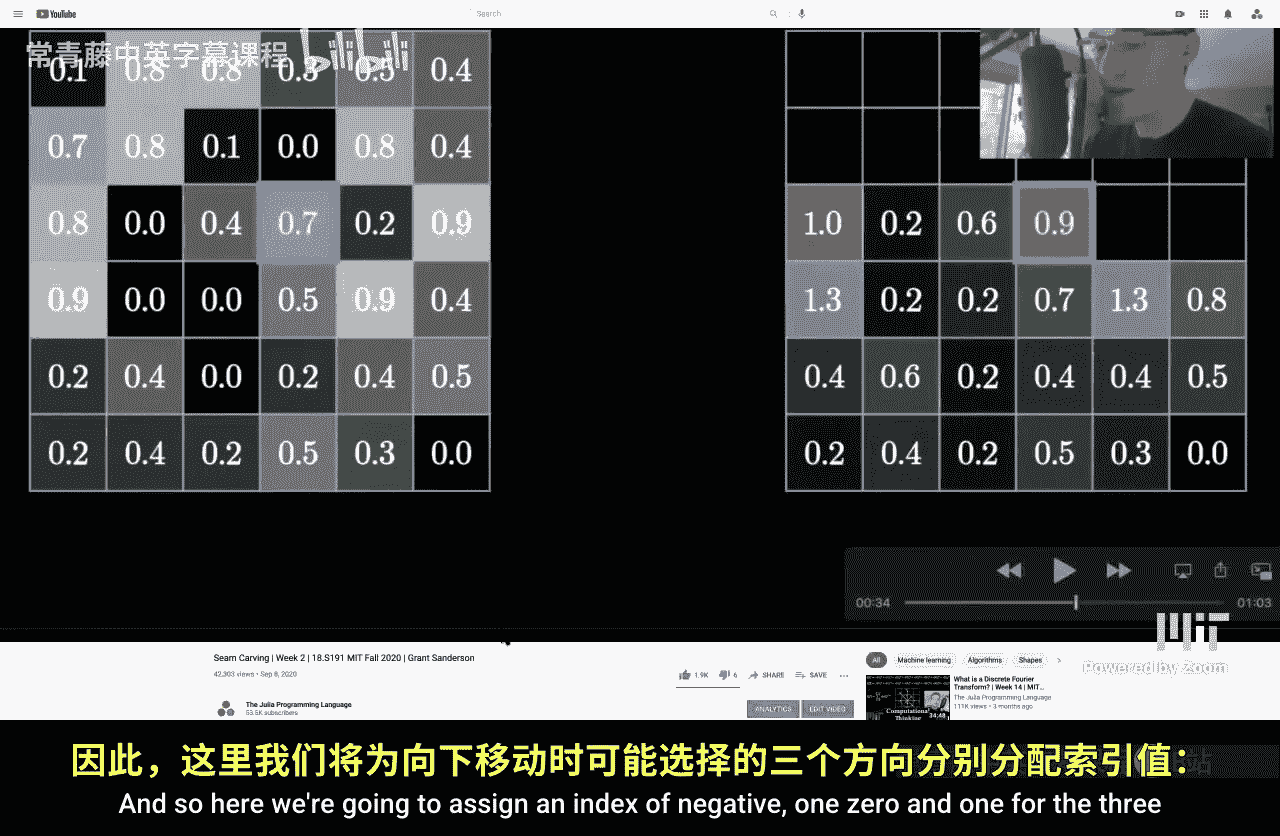 YouTube
Search
常青藤中英字幕课程 bilibili
0.1 0.8 0.8 0.3 0.5 0.4
0.7 0.8 0.1 0.0 0.8 0.4
0.8 0.0 0.4 0.7 0.2 0.9
0.9 0.0 0.0 0.5 0.9 0.4
0.2 0.4 0.0 0.2 0.4 0.5
0.2 0.4 0.2 0.5 0.3 0.0
1.0 0.2 0.6 0.9
1.3 0.2 0.2 0.7 1.3 0.8
0.4 0.6 0.2 0.4 0.4 0.5
0.2 0.4 0.2 0.5 0.3 0.0
00:34 01:03
MIT
Powered by Zoom
Seam Carving | Week 2 | 18.S191 MIT Fall 2020 | Grant Sanderson
42,303 views • Sep 8, 2020
1.9K 6 SHARE SAVE
The Julia Programming Language
53.5K subscribers
ANALYTICS EDIT VIDEO
All Machine learning Algorithms Shapes
What is a Discrete Fourier
Transform? | Week 14 | MIT...
The Julia Programming Language
111K views • 3 months ago
Computational
Thinking
34:48
因此，这里我们将为向下移动时可能选择的三个方向分别分配索引值：
And so here we're going to assign an index of negative, one zero and one for the three